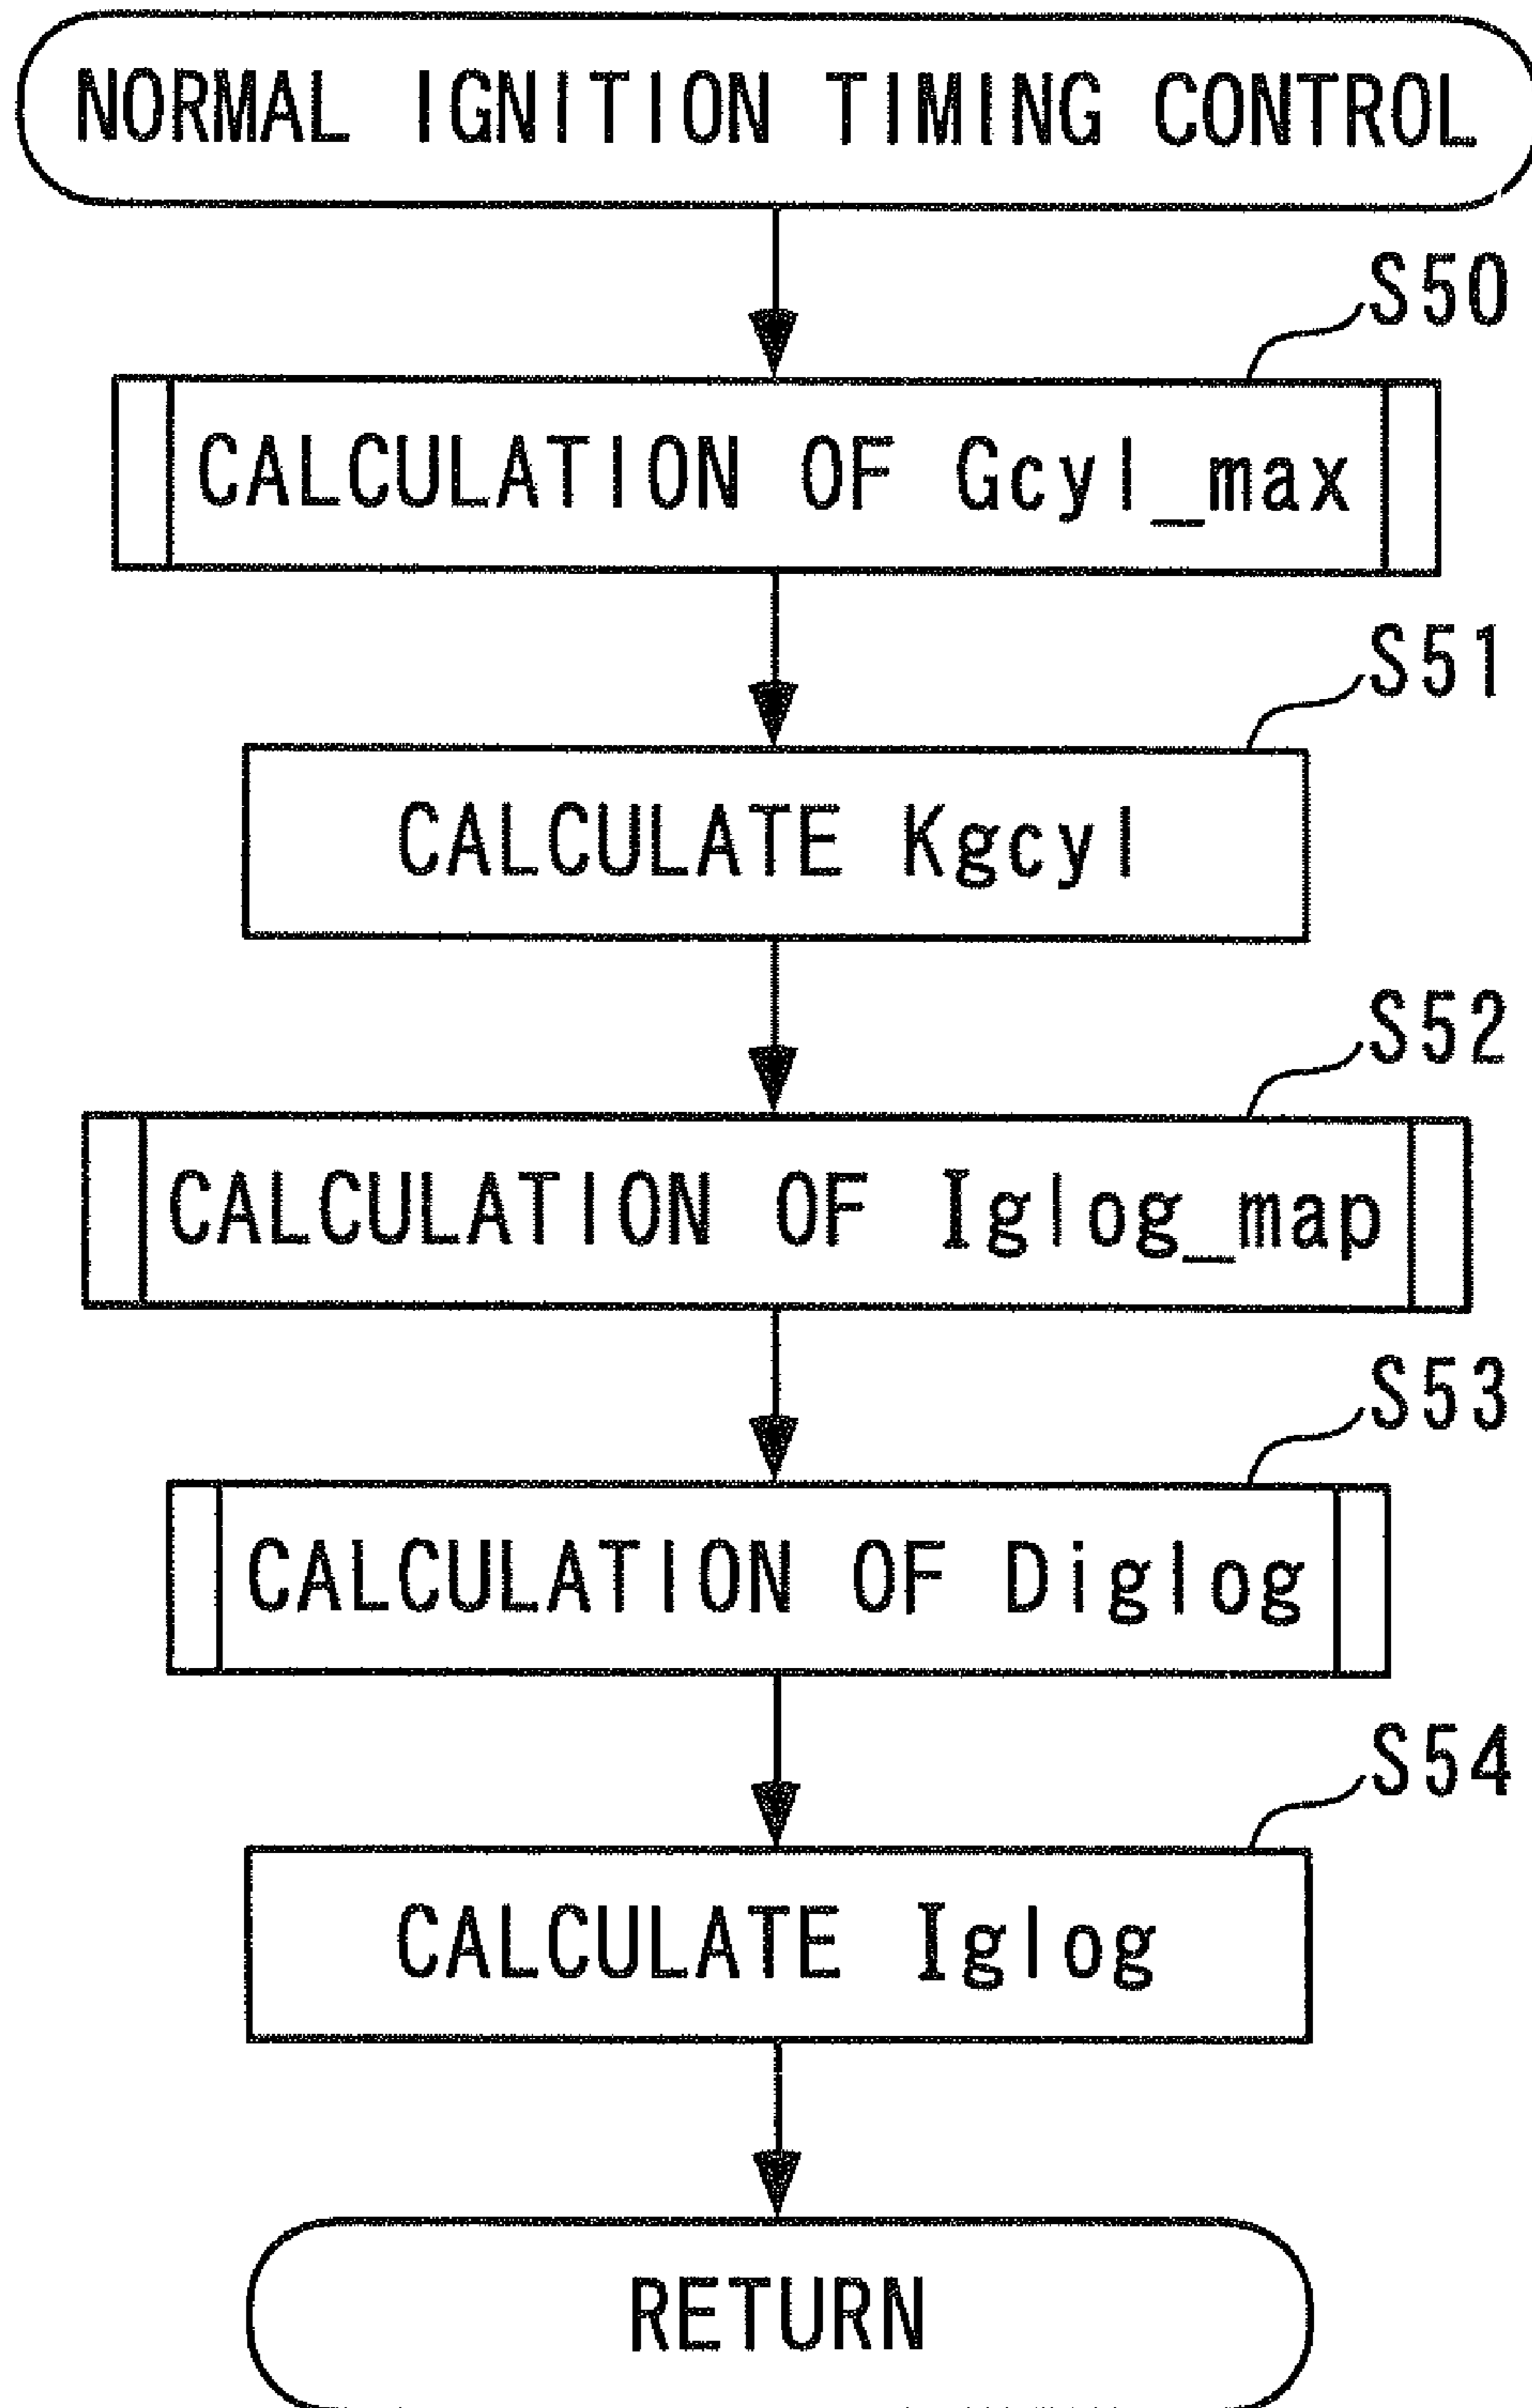 NORMAL IGNITION TIMING CONTROL
S50
CALCULATION OF Gcyl_max
S51
CALCULATE Kgcyl
S52
CALCULATION OF Iglog_map
S53
CALCULATION OF Diglog
S54
CALCULATE Iglog
RETURN